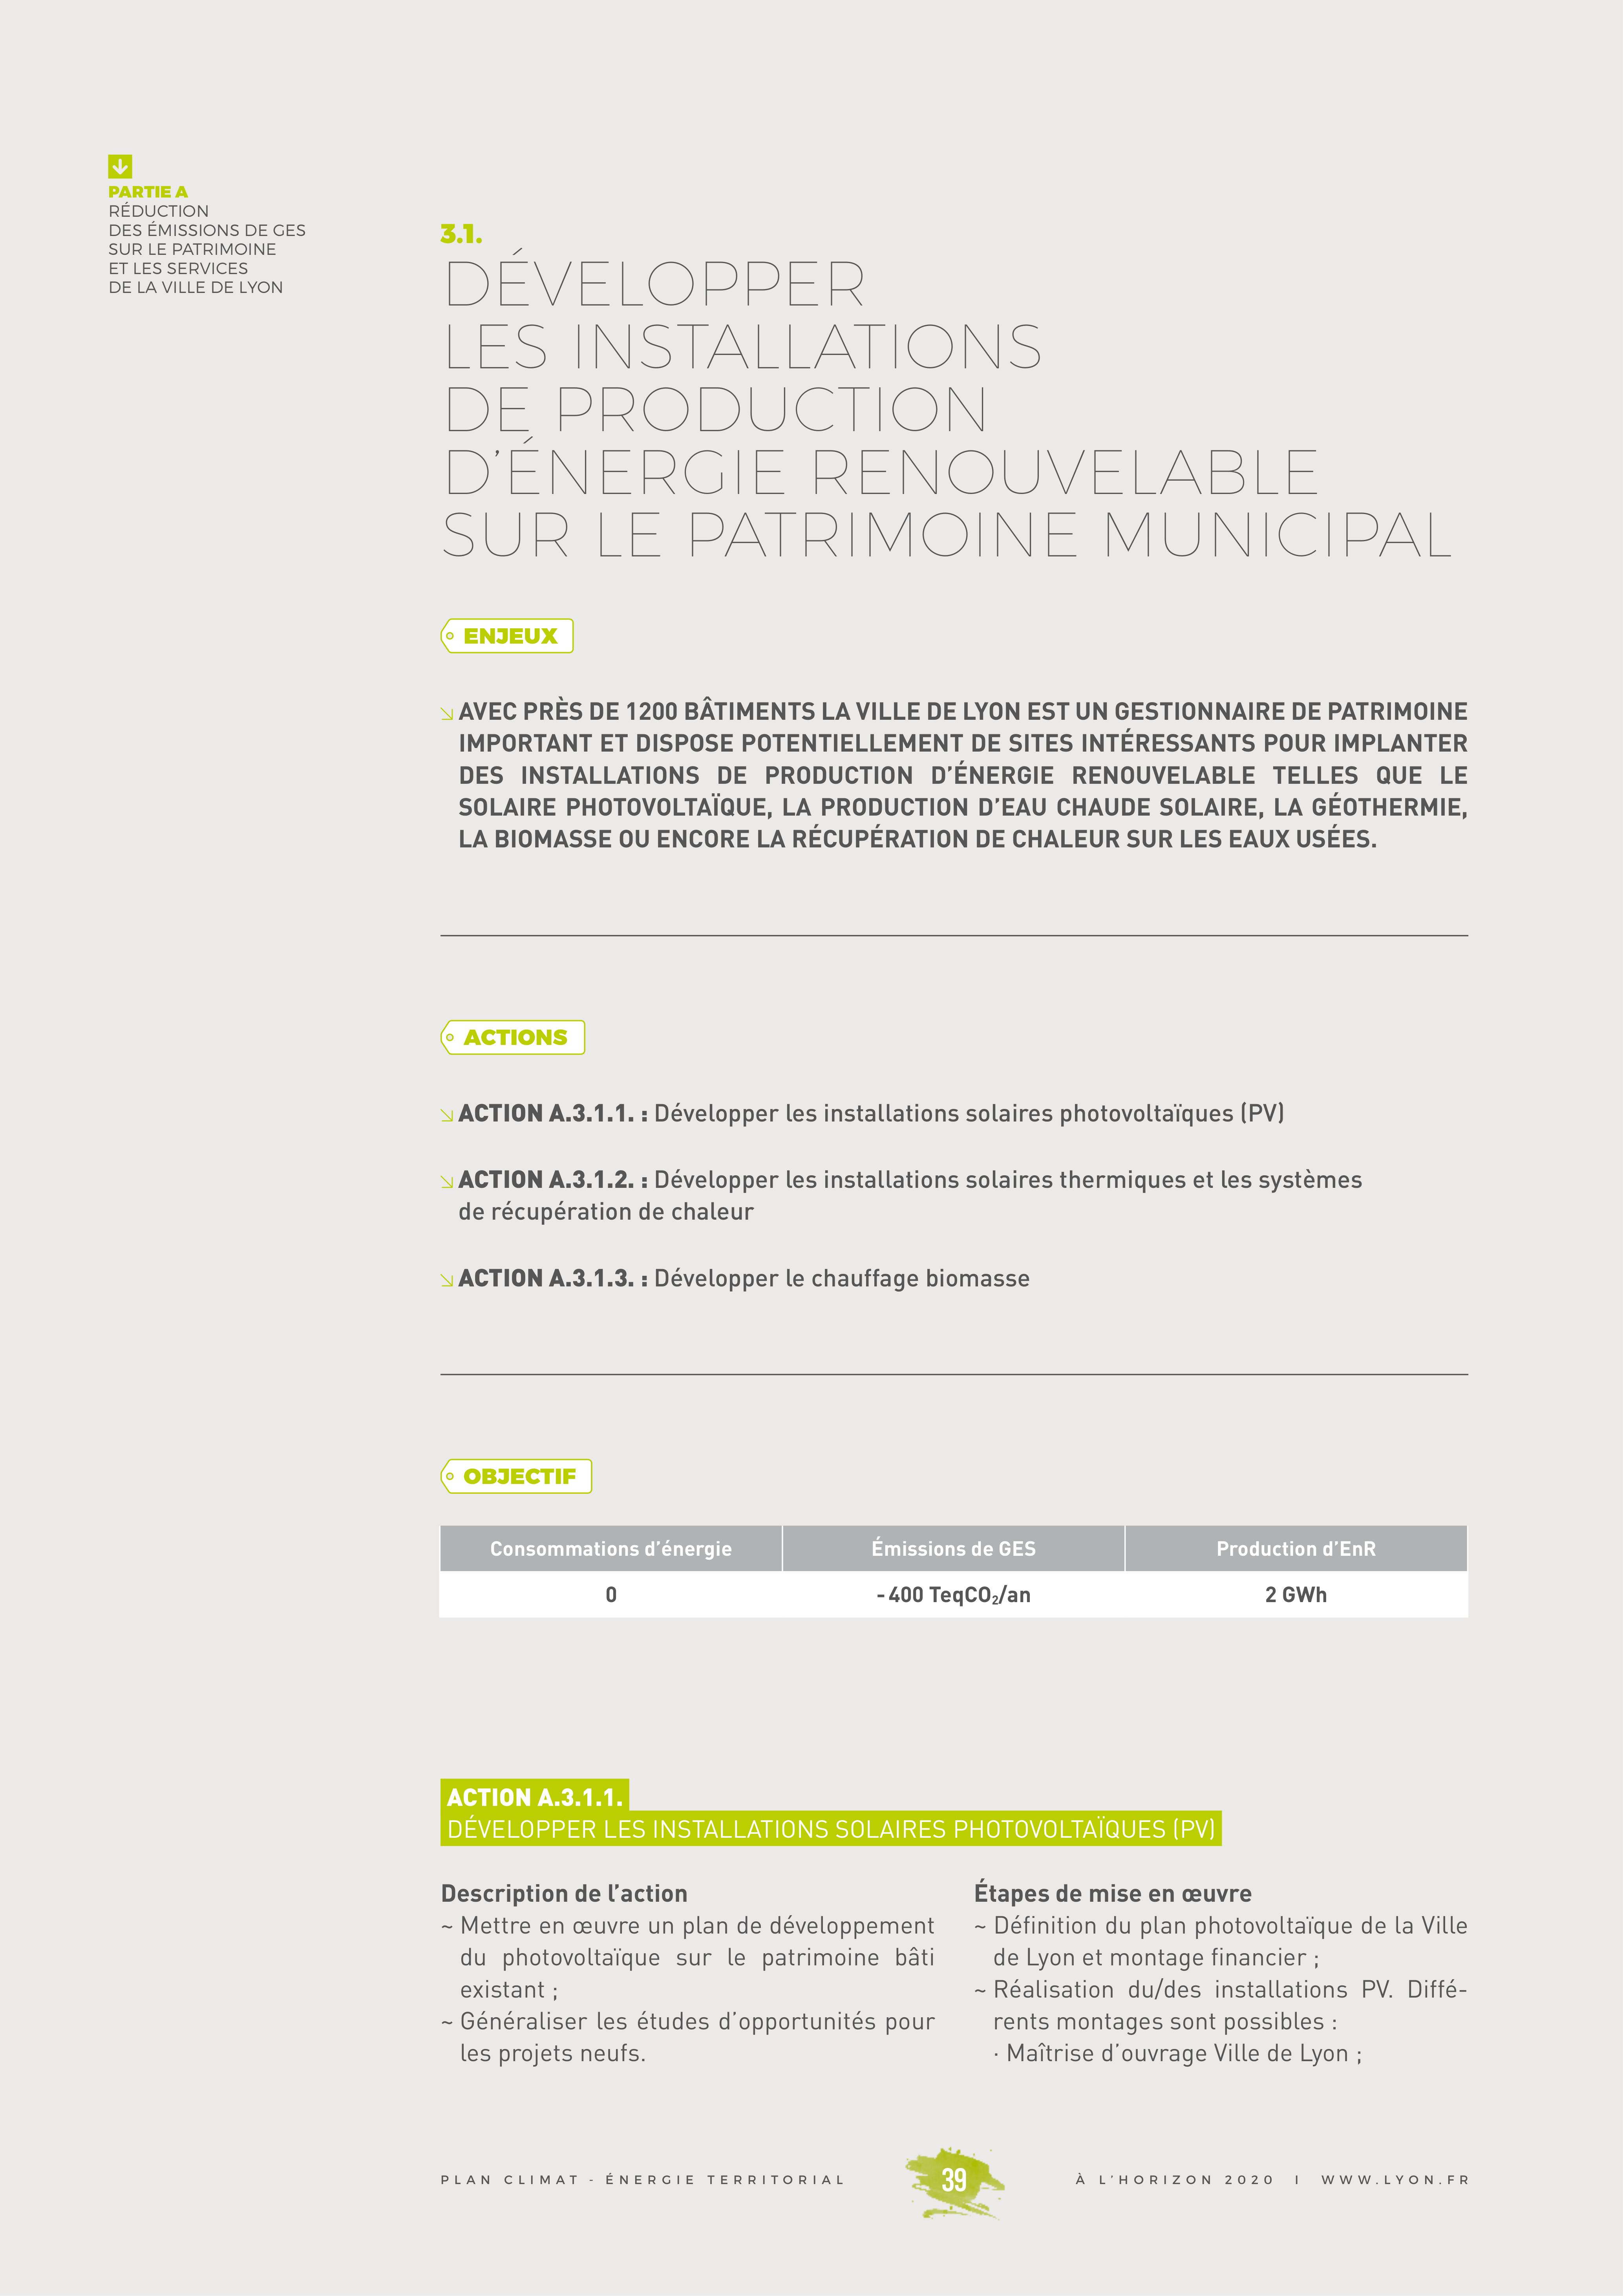 PARTIE A
RÉDUCTION
DES ÉMISSIONS DE GES
SUR LE PATRIMOINE
ET LES SERVICES
DE LA VILLE DE LYON
3.1.
DÉVELOPPER
LES INSTALLATIONS
DE PRODUCTION
D’ÉNERGIE RENOUVELABLE
SUR LE PATRIMOINE MUNICIPAL
ENJEUX
AVEC PRÈS DE 1200 BÂTIMENTS LA VILLE DE LYON EST UN GESTIONNAIRE DE PATRIMOINE
IMPORTANT ET DISPOSE POTENTIELLEMENT DE SITES INTÉRESSANTS POUR IMPLANTER
DES INSTALLATIONS DE PRODUCTION D’ÉNERGIE RENOUVELABLE TELLES QUE LE
SOLAIRE PHOTOVOLTAÏQUE, LA PRODUCTION D’EAU CHAUDE SOLAIRE, LA GÉOTHERMIE,
LA BIOMASSE OU ENCORE LA RÉCUPÉRATION DE CHALEUR SUR LES EAUX USÉES.
ACTIONS
ACTION A.3.1.1. : Développer les installations solaires photovoltaïques (PV)
ACTION A.3.1.2. : Développer les installations solaires thermiques et les systèmes
de récupération de chaleur
ACTION A.3.1.3. : Développer le chauffage biomasse
OBJECTIF
Consommations d’énergie Émissions de GES Production d’EnR
0 - 400 TeqCO₂/an 2 GWh
ACTION A.3.1.1.
DÉVELOPPER LES INSTALLATIONS SOLAIRES PHOTOVOLTAÏQUES (PV)
Description de l’action
~ Mettre en œuvre un plan de développement
du photovoltaïque sur le patrimoine bâti
existant ;
~ Généraliser les études d’opportunités pour
les projets neufs.
Étapes de mise en œuvre
~ Définition du plan photovoltaïque de la Ville
de Lyon et montage financier ;
~ Réalisation du/des installations PV. Diffé-
rents montages sont possibles :
· Maîtrise d’ouvrage Ville de Lyon ;
PLAN CLIMAT - ÉNERGIE TERRITORIAL 39 À L’HORIZON 2020 I WWW.LYON.FR